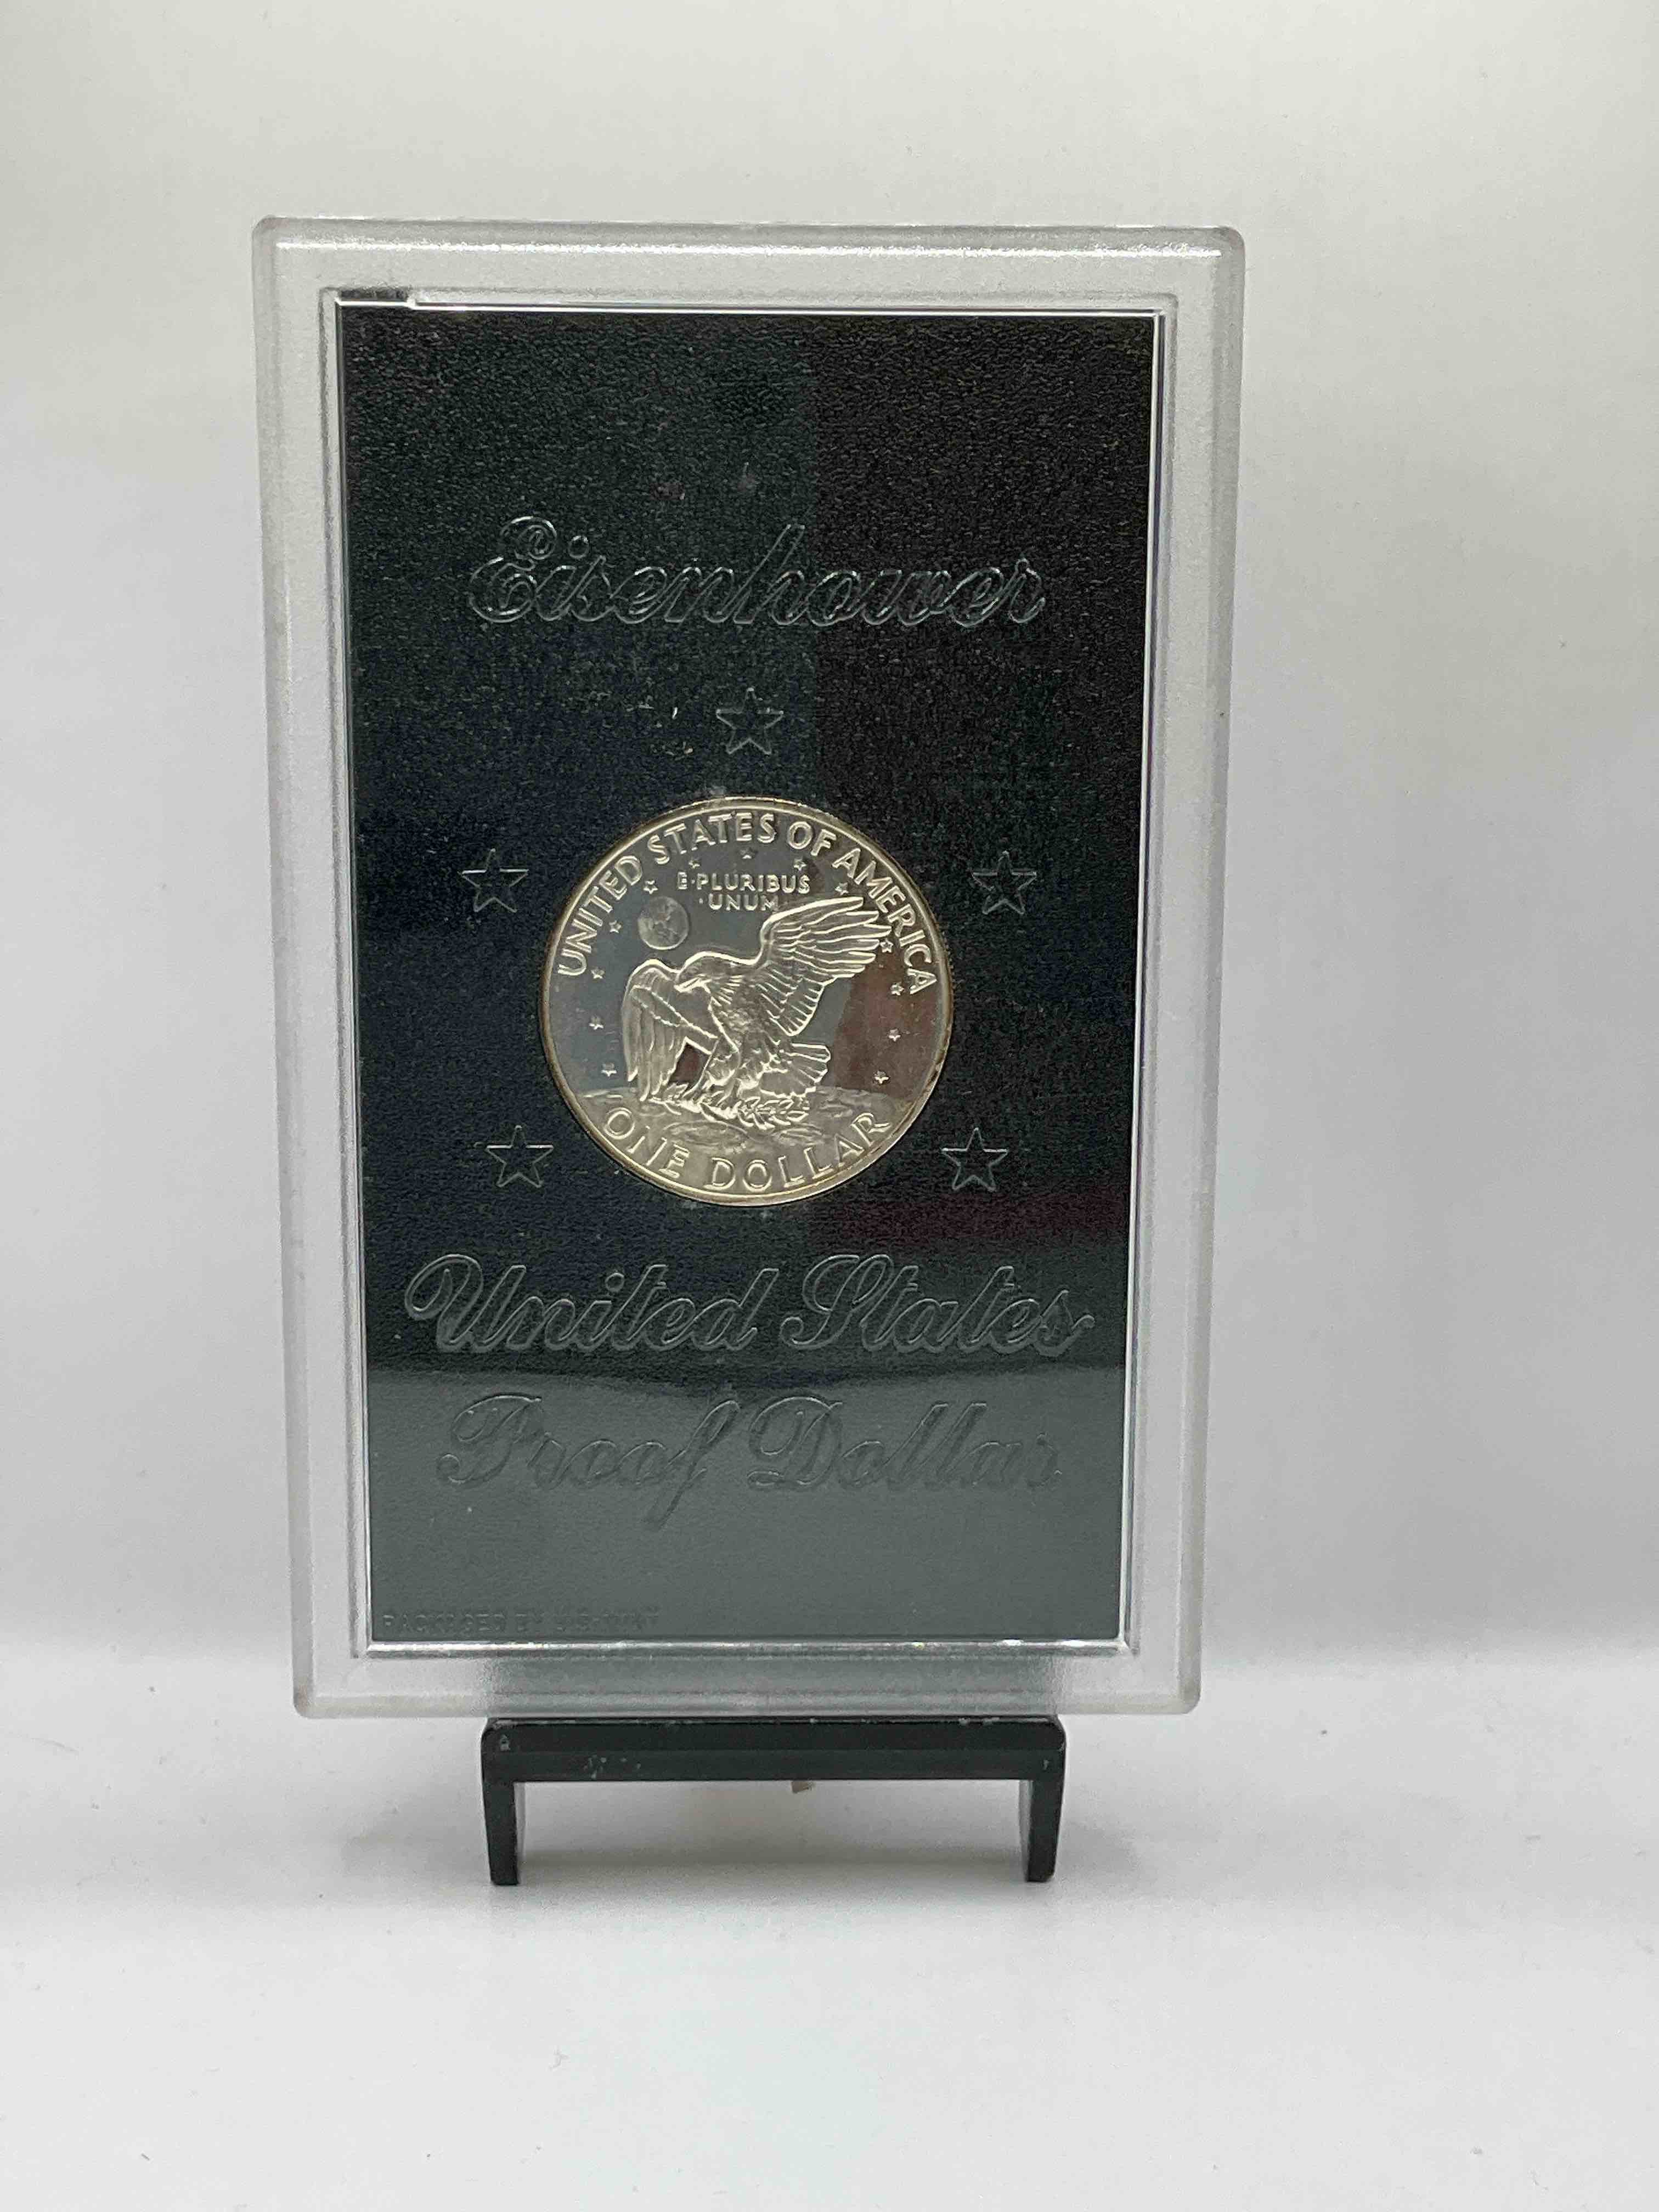 Eisenhower
UNITED STATES OF AMERICA
E·PLURIBUS
·UNUM·
ONE DOLLAR
United States
Proof Dollar
PACKAGED BY U.S. MINT